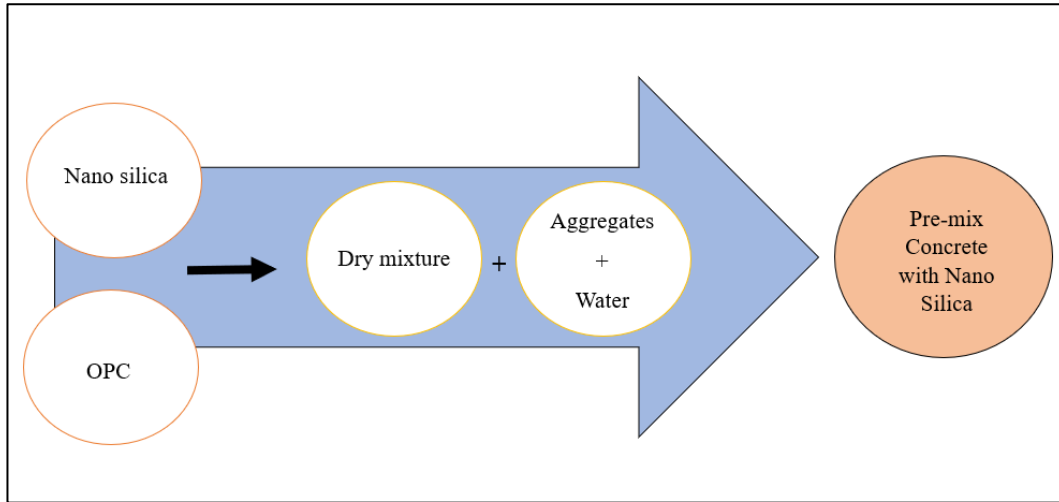 Nano silica
OPC
Dry mixture
+
Aggregates
+
Water
Pre-mix
Concrete
with Nano
Silica